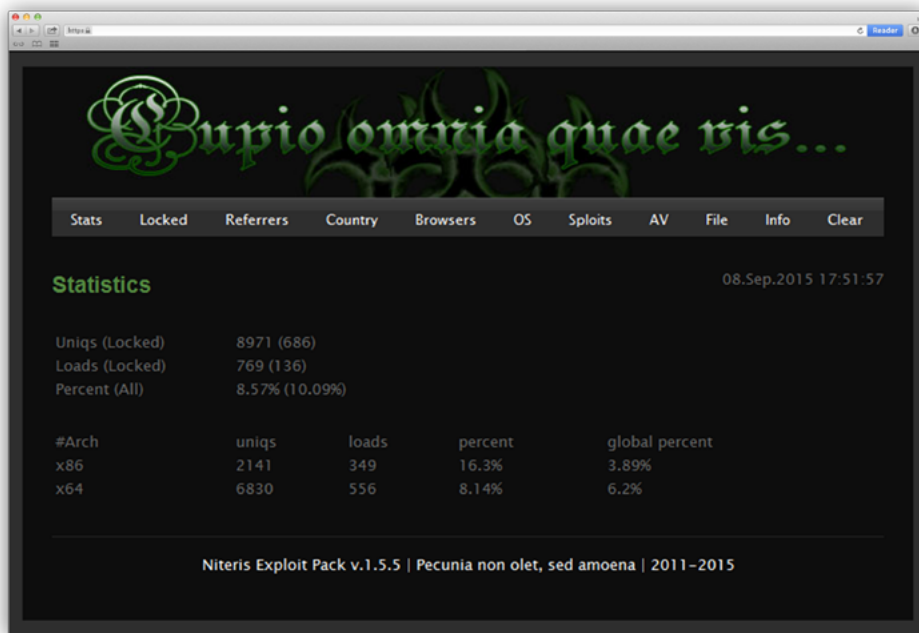 https
Reader
Cupio omnia quae vis...
Stats Locked Referrers Country Browsers OS Sploits AV File Info Clear
Statistics
08.Sep.2015 17:51:57
Uniqs (Locked) 8971 (686)
Loads (Locked) 769 (136)
Percent (All) 8.57% (10.09%)
#Arch uniqs loads percent global percent
x86 2141 349 16.3% 3.89%
x64 6830 556 8.14% 6.2%
Niteris Exploit Pack v.1.5.5 | Pecunia non olet, sed amoena | 2011-2015